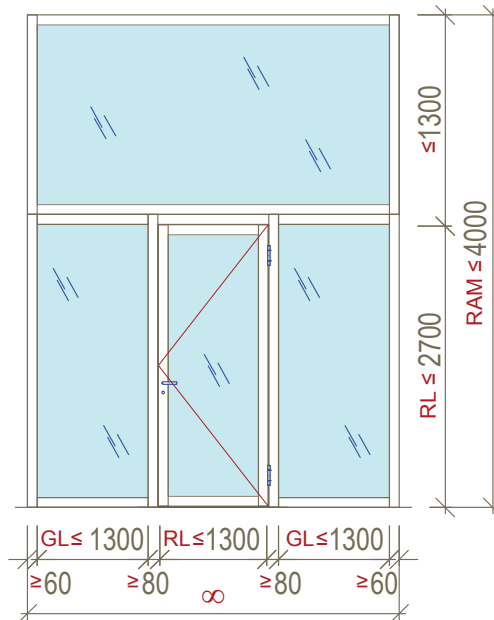 ≤1300
RAM ≤ 4000
RL ≤ 2700
GL≤ 1300 RL≤1300 GL≤1300
≥60 ≥80 ≥80 ≥60
∞